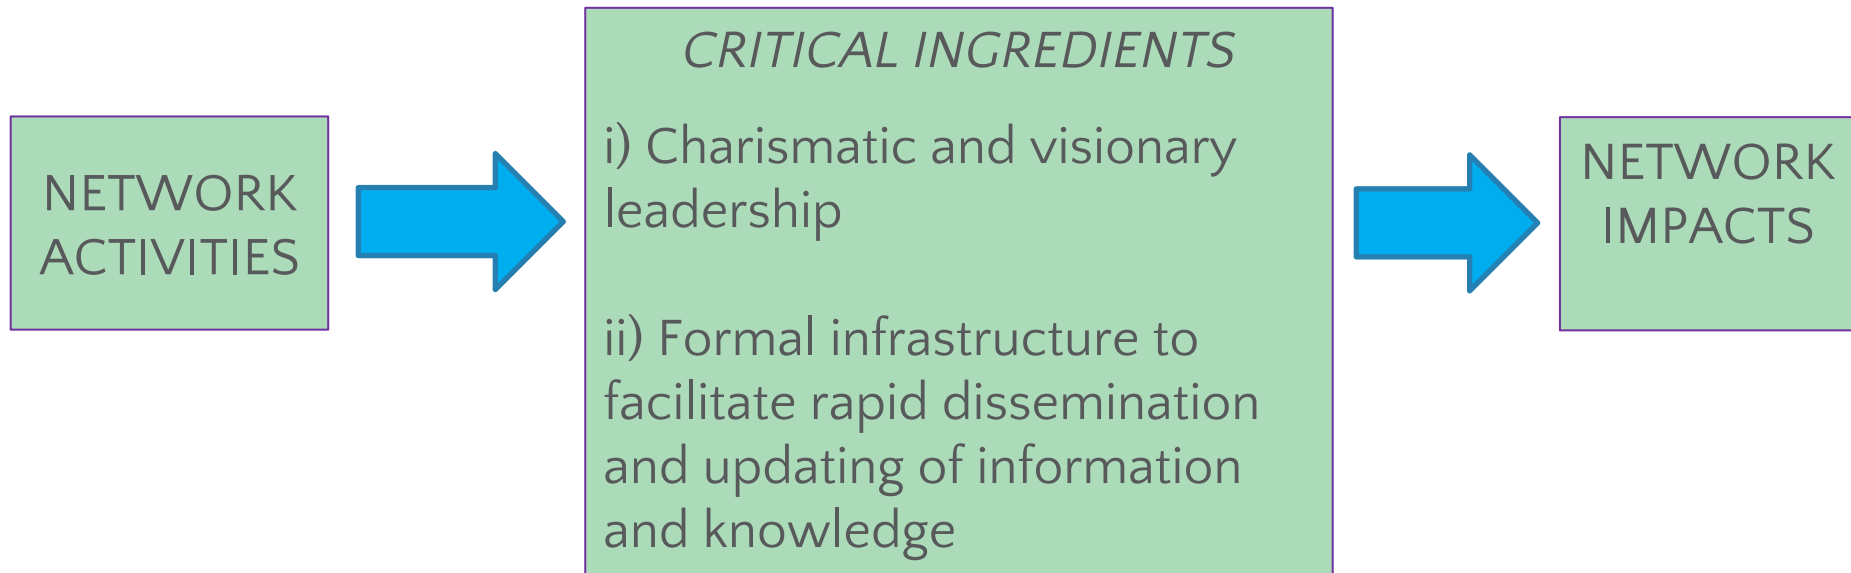 NETWORK
ACTIVITIES
CRITICAL INGREDIENTS
i) Charismatic and visionary
leadership
ii) Formal infrastructure to
facilitate rapid dissemination
and updating of information
and knowledge
NETWORK
IMPACTS